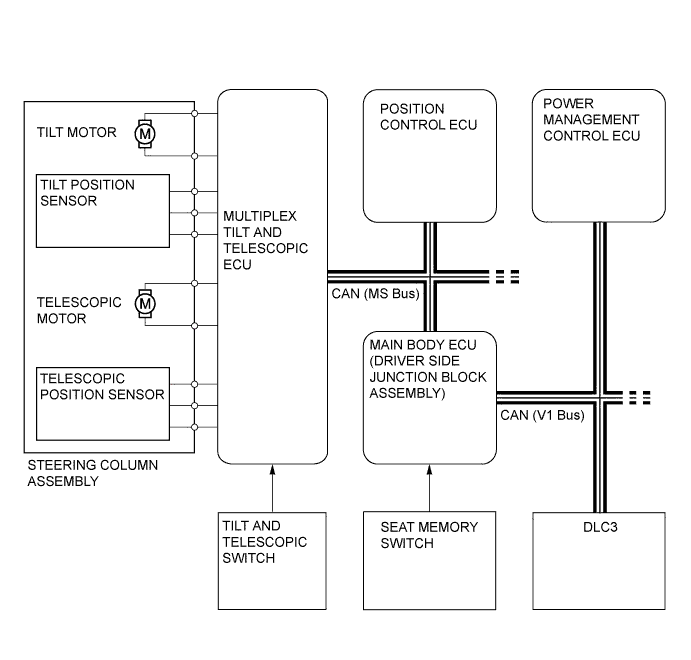 POSITION
CONTROL ECU
POWER
MANAGEMENT
CONTROL ECU
TILT MOTOR
M
TILT POSITION
SENSOR
MULTIPLEX
TILT AND
TELESCOPIC
ECU
TELESCOPIC
MOTOR
M
CAN (MS Bus)
MAIN BODY ECU
(DRIVER SIDE
JUNCTION BLOCK
ASSEMBLY)
TELESCOPIC
POSITION SENSOR
CAN (V1 Bus)
STEERING COLUMN
ASSEMBLY
TILT AND
TELESCOPIC
SWITCH
SEAT MEMORY
SWITCH
DLC3